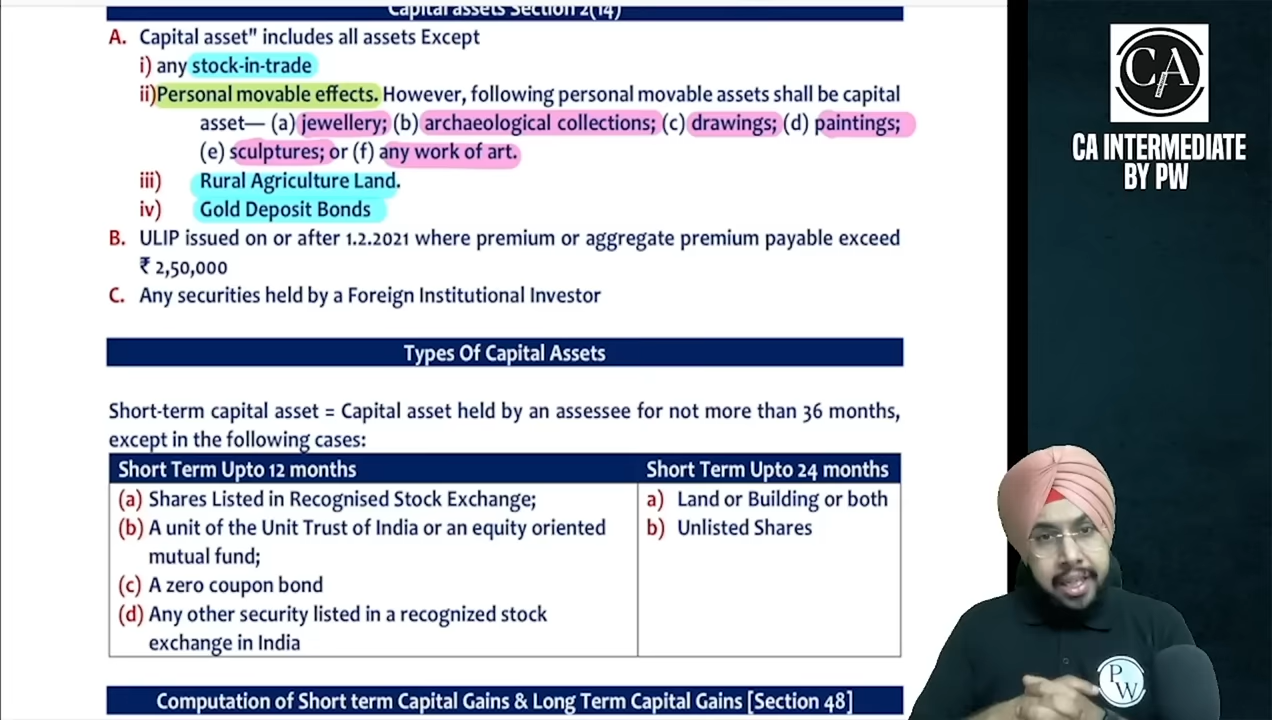 Capital assets Section 2(14)
A. Capital asset" includes all assets Except
i) any stock-in-trade
ii)Personal movable effects. However, following personal movable assets shall be capital
asset— (a) jewellery; (b) archaeological collections; (c) drawings; (d) paintings;
(e) sculptures; or (f) any work of art.
iii) Rural Agriculture Land.
iv) Gold Deposit Bonds
B. ULIP issued on or after 1.2.2021 where premium or aggregate premium payable exceed
₹ 2,50,000
C. Any securities held by a Foreign Institutional Investor
Types Of Capital Assets
Short-term capital asset = Capital asset held by an assessee for not more than 36 months,
except in the following cases:
Short Term Upto 12 months
(a) Shares Listed in Recognised Stock Exchange;
(b) A unit of the Unit Trust of India or an equity oriented
mutual fund;
(c) A zero coupon bond
(d) Any other security listed in a recognized stock
exchange in India
Short Term Upto 24 months
a) Land or Building or both
b) Unlisted Shares
Computation of Short term Capital Gains & Long Term Capital Gains [Section 48]
CA
CA INTERMEDIATE
BY PW
PW